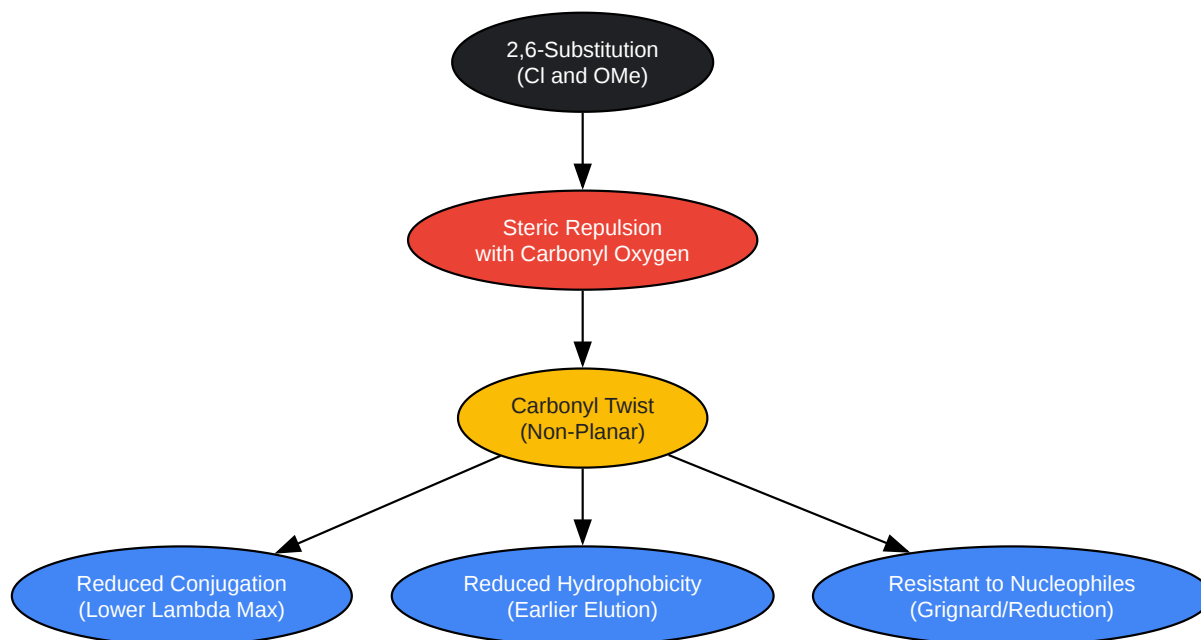 2,6-Substitution
(Cl and OMe)
Steric Repulsion
with Carbonyl Oxygen
Carbonyl Twist
(Non-Planar)
Reduced Conjugation
(Lower Lambda Max)
Reduced Hydrophobicity
(Earlier Elution)
Resistant to Nucleophiles
(Grignard/Reduction)